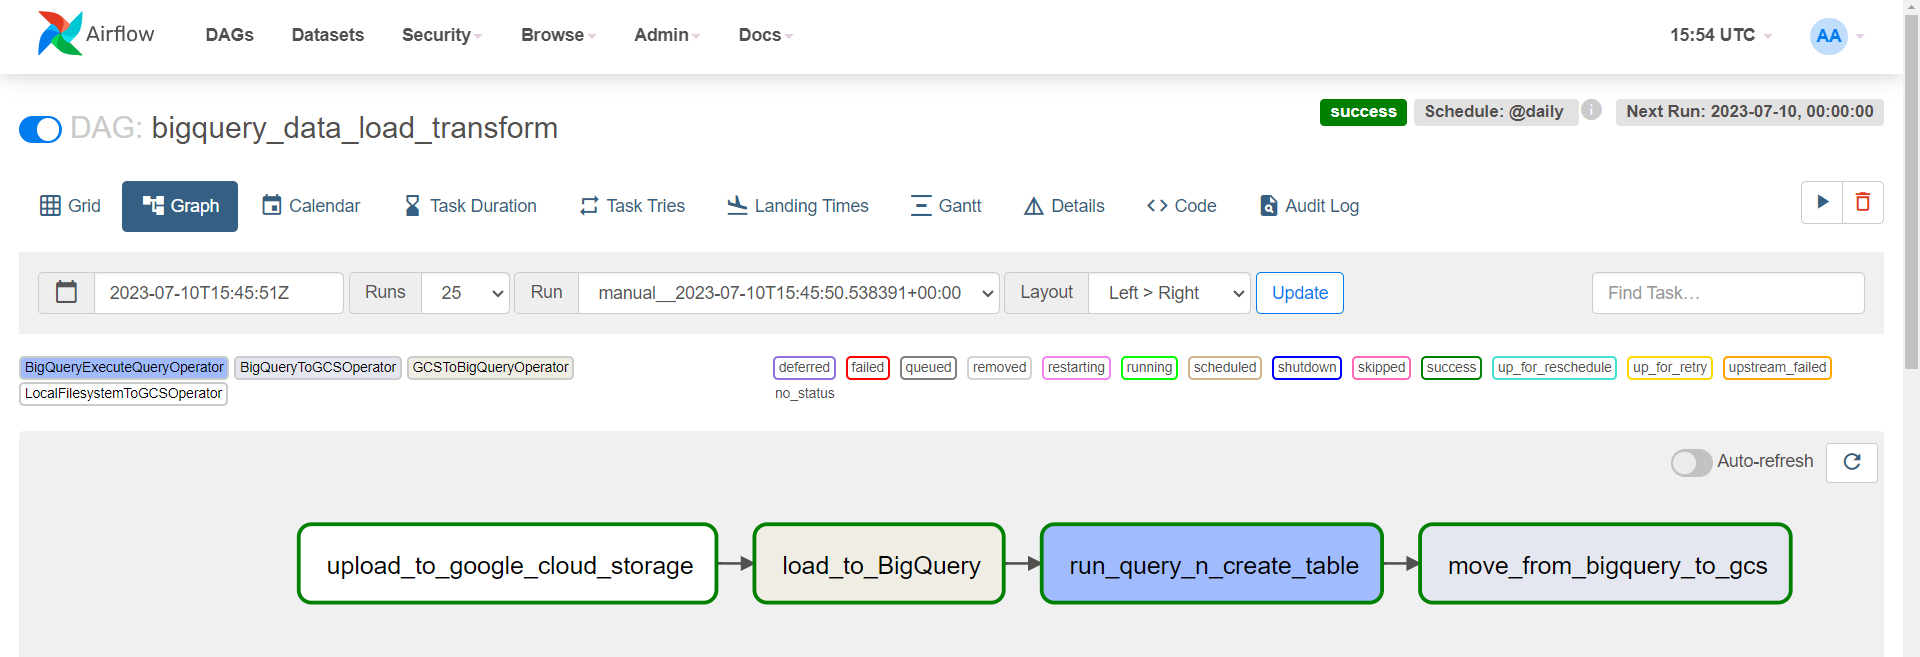 Airflow DAGs Datasets Security Browse Admin Docs 15:54 UTC AA
success Schedule: @daily Next Run: 2023-07-10, 00:00:00
DAG: bigquery_data_load_transform
Grid Graph Calendar Task Duration Task Tries Landing Times Gantt Details Code Audit Log
2023-07-10T15:45:51Z Runs 25 Run manual__2023-07-10T15:45:50.538391+00:00 Layout Left > Right Update Find Task…
BigQueryExecuteQueryOperator BigQueryToGCSOperator GCSToBigQueryOperator
LocalFilesystemToGCSOperator
deferred failed queued removed restarting running scheduled shutdown skipped success up_for_reschedule up_for_retry upstream_failed
no_status
Auto-refresh
upload_to_google_cloud_storage load_to_BigQuery run_query_n_create_table move_from_bigquery_to_gcs